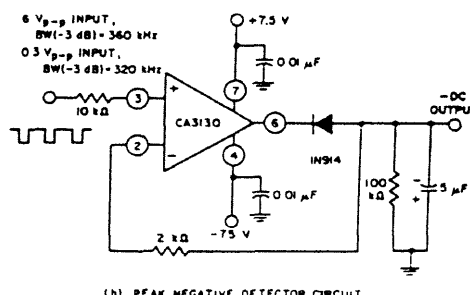 6 Vp-p INPUT,
BW(-3 dB)=360 kHz
0.3 Vp-p INPUT,
BW(-3 dB)=320 kHz
+7.5 V
0.01 µF
7
3
+
10 kΩ
CA3130
6
IN914
-DC
OUTPUT
2
-
4
0.01 µF
100
kΩ
-
+
5 µF
-7.5 V
2 kΩ
(b) PEAK NEGATIVE DETECTOR CIRCUIT